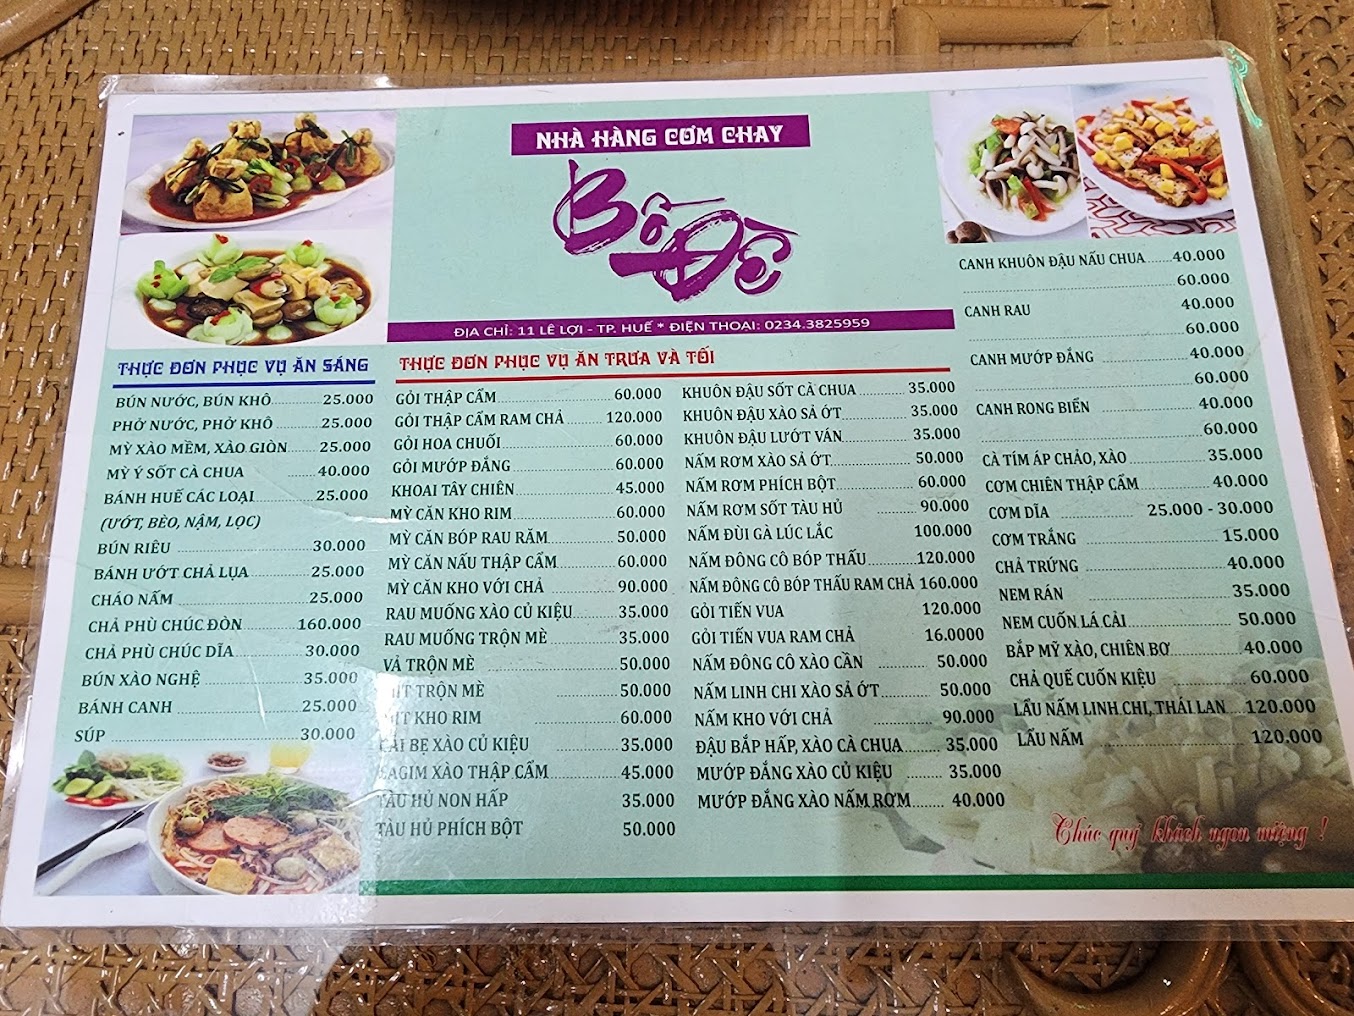 NHÀ HÀNG CƠM CHAY
Bồ Đề
ĐỊA CHỈ: 11 LÊ LỢI - TP. HUẾ * ĐIỆN THOẠI: 0234.3825959
THỰC ĐƠN PHỤC VỤ ĂN SÁNG
BÚN NƯỚC, BÚN KHÔ 25.000
PHỞ NƯỚC, PHỞ KHÔ 25.000
MỲ XÀO MỀM, XÀO GIÒN 25.000
MỲ Ý SỐT CÀ CHUA 40.000
BÁNH HUẾ CÁC LOẠI 25.000
(ƯỚT, BÈO, NẬM, LỌC)
BÚN RIÊU 30.000
BÁNH ƯỚT CHẢ LỤA 25.000
CHÁO NẤM 25.000
CHẢ PHÙ CHÚC ĐÒN 160.000
CHẢ PHÙ CHÚC DĨA 30.000
BÚN XÀO NGHỆ 35.000
BÁNH CANH 25.000
SÚP 30.000
THỰC ĐƠN PHỤC VỤ ĂN TRƯA VÀ TỐI
GỎI THẬP CẨM 60.000
GỎI THẬP CẨM RAM CHẢ 120.000
GỎI HOA CHUỐI 60.000
GỎI MƯỚP ĐẮNG 60.000
KHOAI TÂY CHIÊN 45.000
MỲ CĂN KHO RIM 60.000
MỲ CĂN BÓP RAU RĂM 50.000
MỲ CĂN NẤU THẬP CẨM 60.000
MỲ CĂN KHO VỚI CHẢ 90.000
RAU MUỐNG XÀO CỦ KIỆU 35.000
RAU MUỐNG TRỘN MÈ 35.000
VẢ TRỘN MÈ 50.000
MÍT TRỘN MÈ 50.000
MÍT KHO RIM 60.000
CẢI BẸ XÀO CỦ KIỆU 35.000
LAGIM XÀO THẬP CẨM 45.000
TÀU HỦ NON HẤP 35.000
TÀU HỦ PHÍCH BỘT 50.000
KHUÔN ĐẬU SỐT CÀ CHUA 35.000
KHUÔN ĐẬU XÀO SẢ ỚT 35.000
KHUÔN ĐẬU LƯỚT VÁN 35.000
NẤM RƠM XÀO SẢ ỚT 50.000
NẤM RƠM PHÍCH BỘT 60.000
NẤM RƠM SỐT TÀU HỦ 90.000
NẤM ĐÙI GÀ LÚC LẮC 100.000
NẤM ĐÔNG CÔ BÓP THẤU 120.000
NẤM ĐÔNG CÔ BÓP THẤU RAM CHẢ 160.000
GỎI TIẾN VUA 120.000
GỎI TIẾN VUA RAM CHẢ 16.0000
NẤM ĐÔNG CÔ XÀO CẦN 50.000
NẤM LINH CHI XÀO SẢ ỚT 50.000
NẤM KHO VỚI CHẢ 90.000
ĐẬU BẮP HẤP, XÀO CÀ CHUA 35.000
MƯỚP ĐẮNG XÀO CỦ KIỆU 35.000
MƯỚP ĐẮNG XÀO NẤM RƠM 40.000
CANH KHUÔN ĐẬU NẤU CHUA 40.000
60.000
CANH RAU 40.000
60.000
CANH MƯỚP ĐẮNG 40.000
60.000
CANH RONG BIỂN 40.000
60.000
CÀ TÍM ÁP CHẢO, XÀO 35.000
CƠM CHIÊN THẬP CẨM 40.000
CƠM DĨA 25.000 - 30.000
CƠM TRẮNG 15.000
CHẢ TRỨNG 40.000
NEM RÁN 35.000
NEM CUỐN LÁ CẢI 50.000
BẮP MỸ XÀO, CHIÊN BƠ 40.000
CHẢ QUẾ CUỐN KIỆU 60.000
LẨU NẤM LINH CHI, THÁI LAN 120.000
LẨU NẤM 120.000
Chúc quý khách ngon miệng !